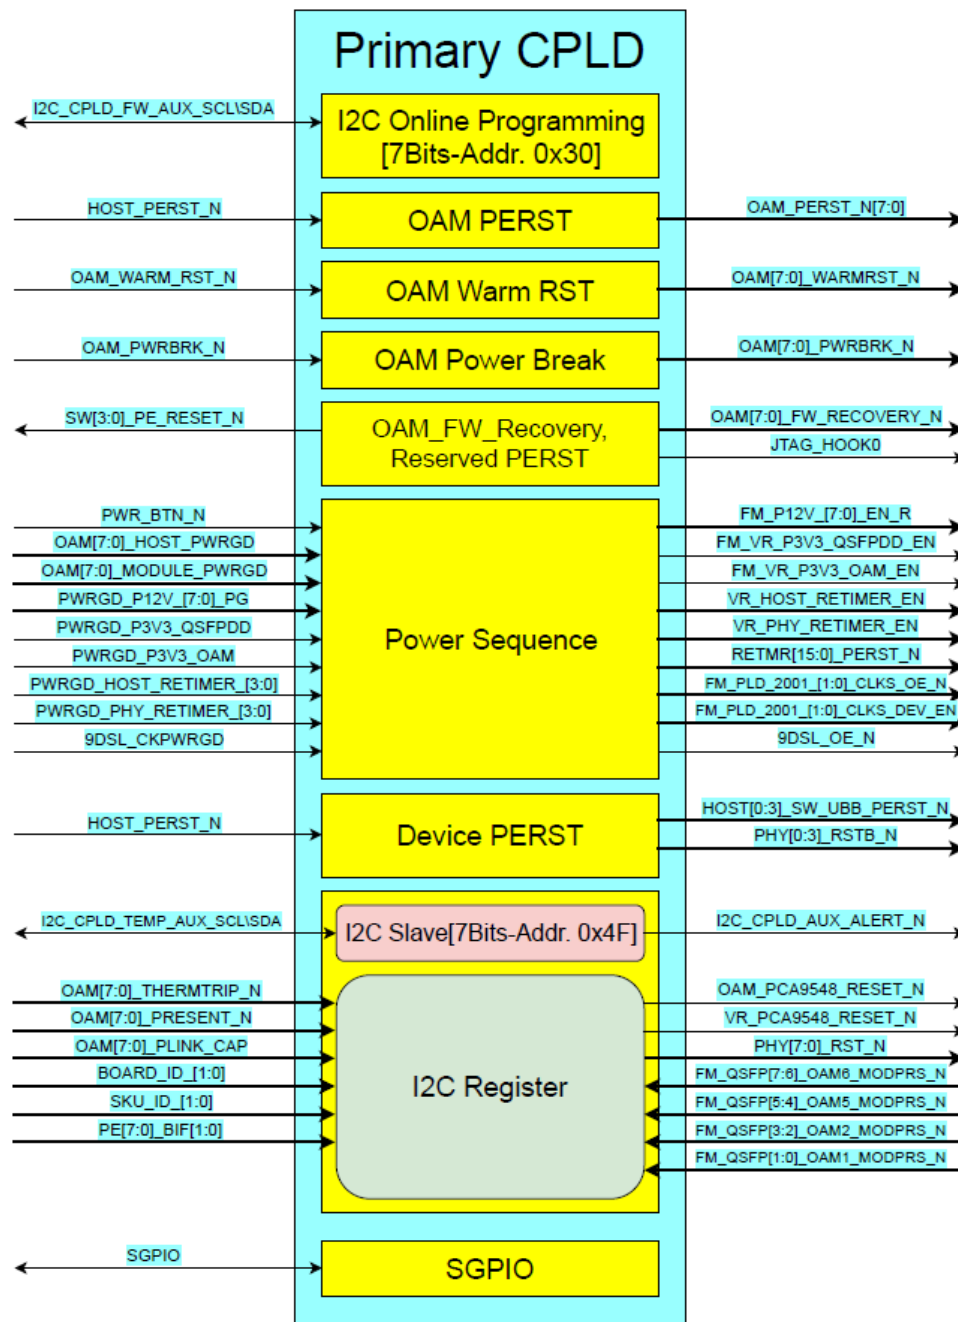 Primary CPLD
I2C_CPLD_FW_AUX_SCL\SDA
I2C Online Programming
[7Bits-Addr. 0x30]
HOST_PERST_N
OAM PERST
OAM_PERST_N[7:0]
OAM_WARM_RST_N
OAM Warm RST
OAM[7:0]_WARMRST_N
OAM_PWRBRK_N
OAM Power Break
OAM[7:0]_PWRBRK_N
SW[3:0]_PE_RESET_N
OAM_FW_Recovery,
Reserved PERST
OAM[7:0]_FW_RECOVERY_N
JTAG_HOOK0
PWR_BTN_N
OAM[7:0]_HOST_PWRGD
OAM[7:0]_MODULE_PWRGD
PWRGD_P12V_[7:0]_PG
PWRGD_P3V3_QSFPDD
PWRGD_P3V3_OAM
PWRGD_HOST_RETIMER_[3:0]
PWRGD_PHY_RETIMER_[3:0]
9DSL_CKPWRGD
Power Sequence
FM_P12V_[7:0]_EN_R
FM_VR_P3V3_QSFPDD_EN
FM_VR_P3V3_OAM_EN
VR_HOST_RETIMER_EN
VR_PHY_RETIMER_EN
RETMR[15:0]_PERST_N
FM_PLD_2001_[1:0]_CLKS_OE_N
FM_PLD_2001_[1:0]_CLKS_DEV_EN
9DSL_OE_N
HOST_PERST_N
Device PERST
HOST[0:3]_SW_UBB_PERST_N
PHY[0:3]_RSTB_N
I2C_CPLD_TEMP_AUX_SCL\SDA
I2C Slave[7Bits-Addr. 0x4F]
I2C_CPLD_AUX_ALERT_N
OAM[7:0]_THERMTRIP_N
OAM[7:0]_PRESENT_N
OAM[7:0]_PLINK_CAP
BOARD_ID_[1:0]
SKU_ID_[1:0]
PE[7:0]_BIF[1:0]
I2C Register
OAM_PCA9548_RESET_N
VR_PCA9548_RESET_N
PHY[7:0]_RST_N
FM_QSFP[7:6]_OAM6_MODPRS_N
FM_QSFP[5:4]_OAM5_MODPRS_N
FM_QSFP[3:2]_OAM2_MODPRS_N
FM_QSFP[1:0]_OAM1_MODPRS_N
SGPIO
SGPIO